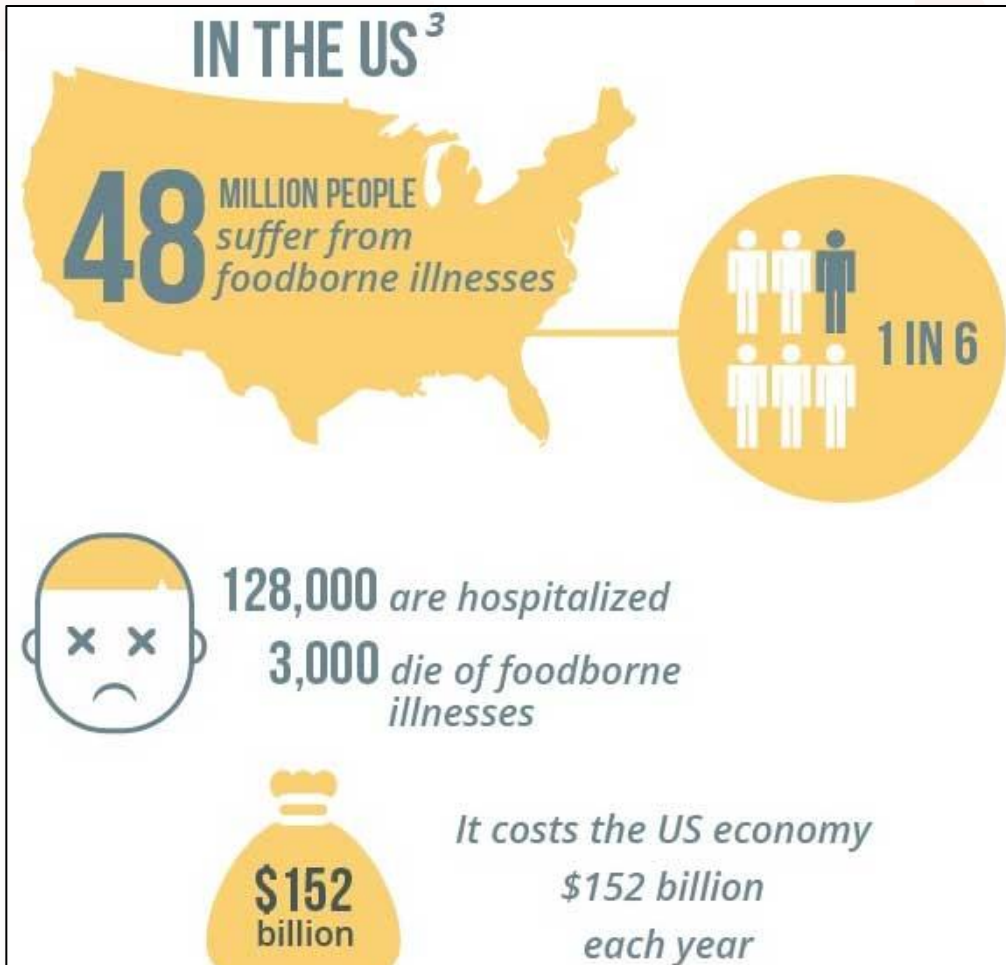 IN THE US³
48 MILLION PEOPLE
suffer from
foodborne illnesses
1 IN 6
128,000 are hospitalized
3,000 die of foodborne
illnesses
$152
billion
It costs the US economy
$152 billion
each year